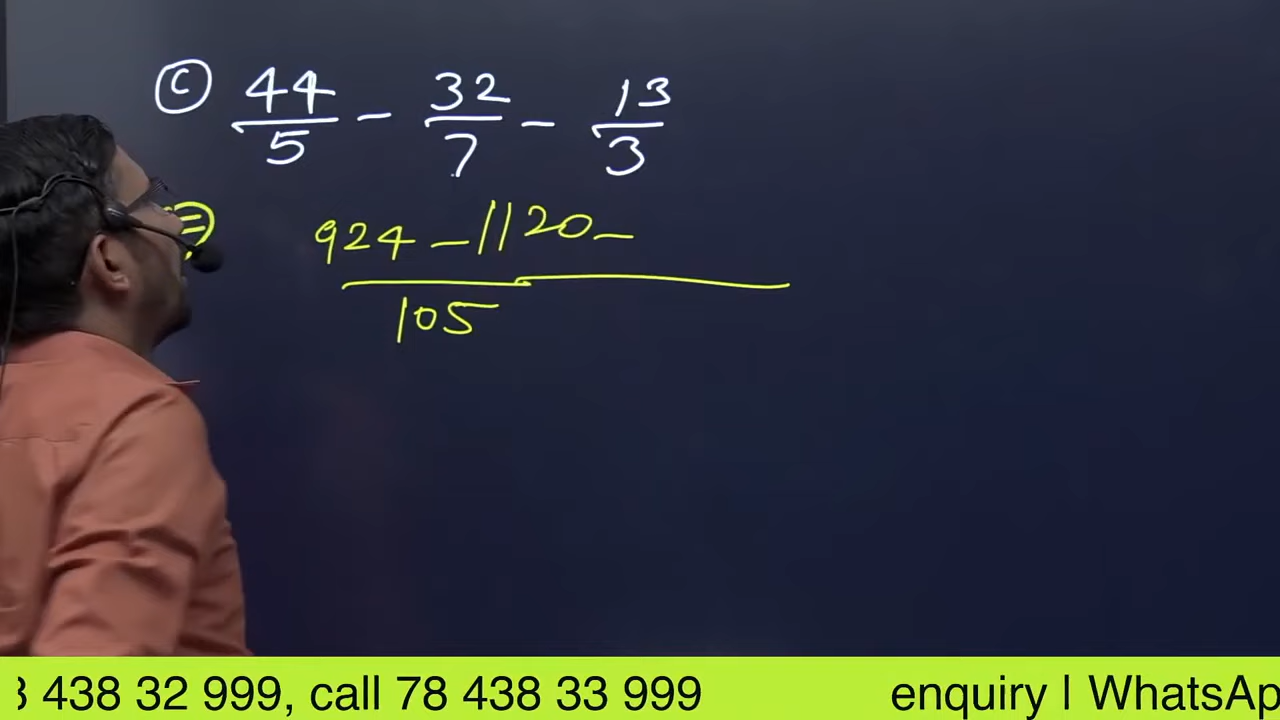 Ⓒ 44/5 - 32/7 - 13/3
⇒ 924 - 1120 -
105
3 438 32 999, call 78 438 33 999 enquiry | WhatsAp